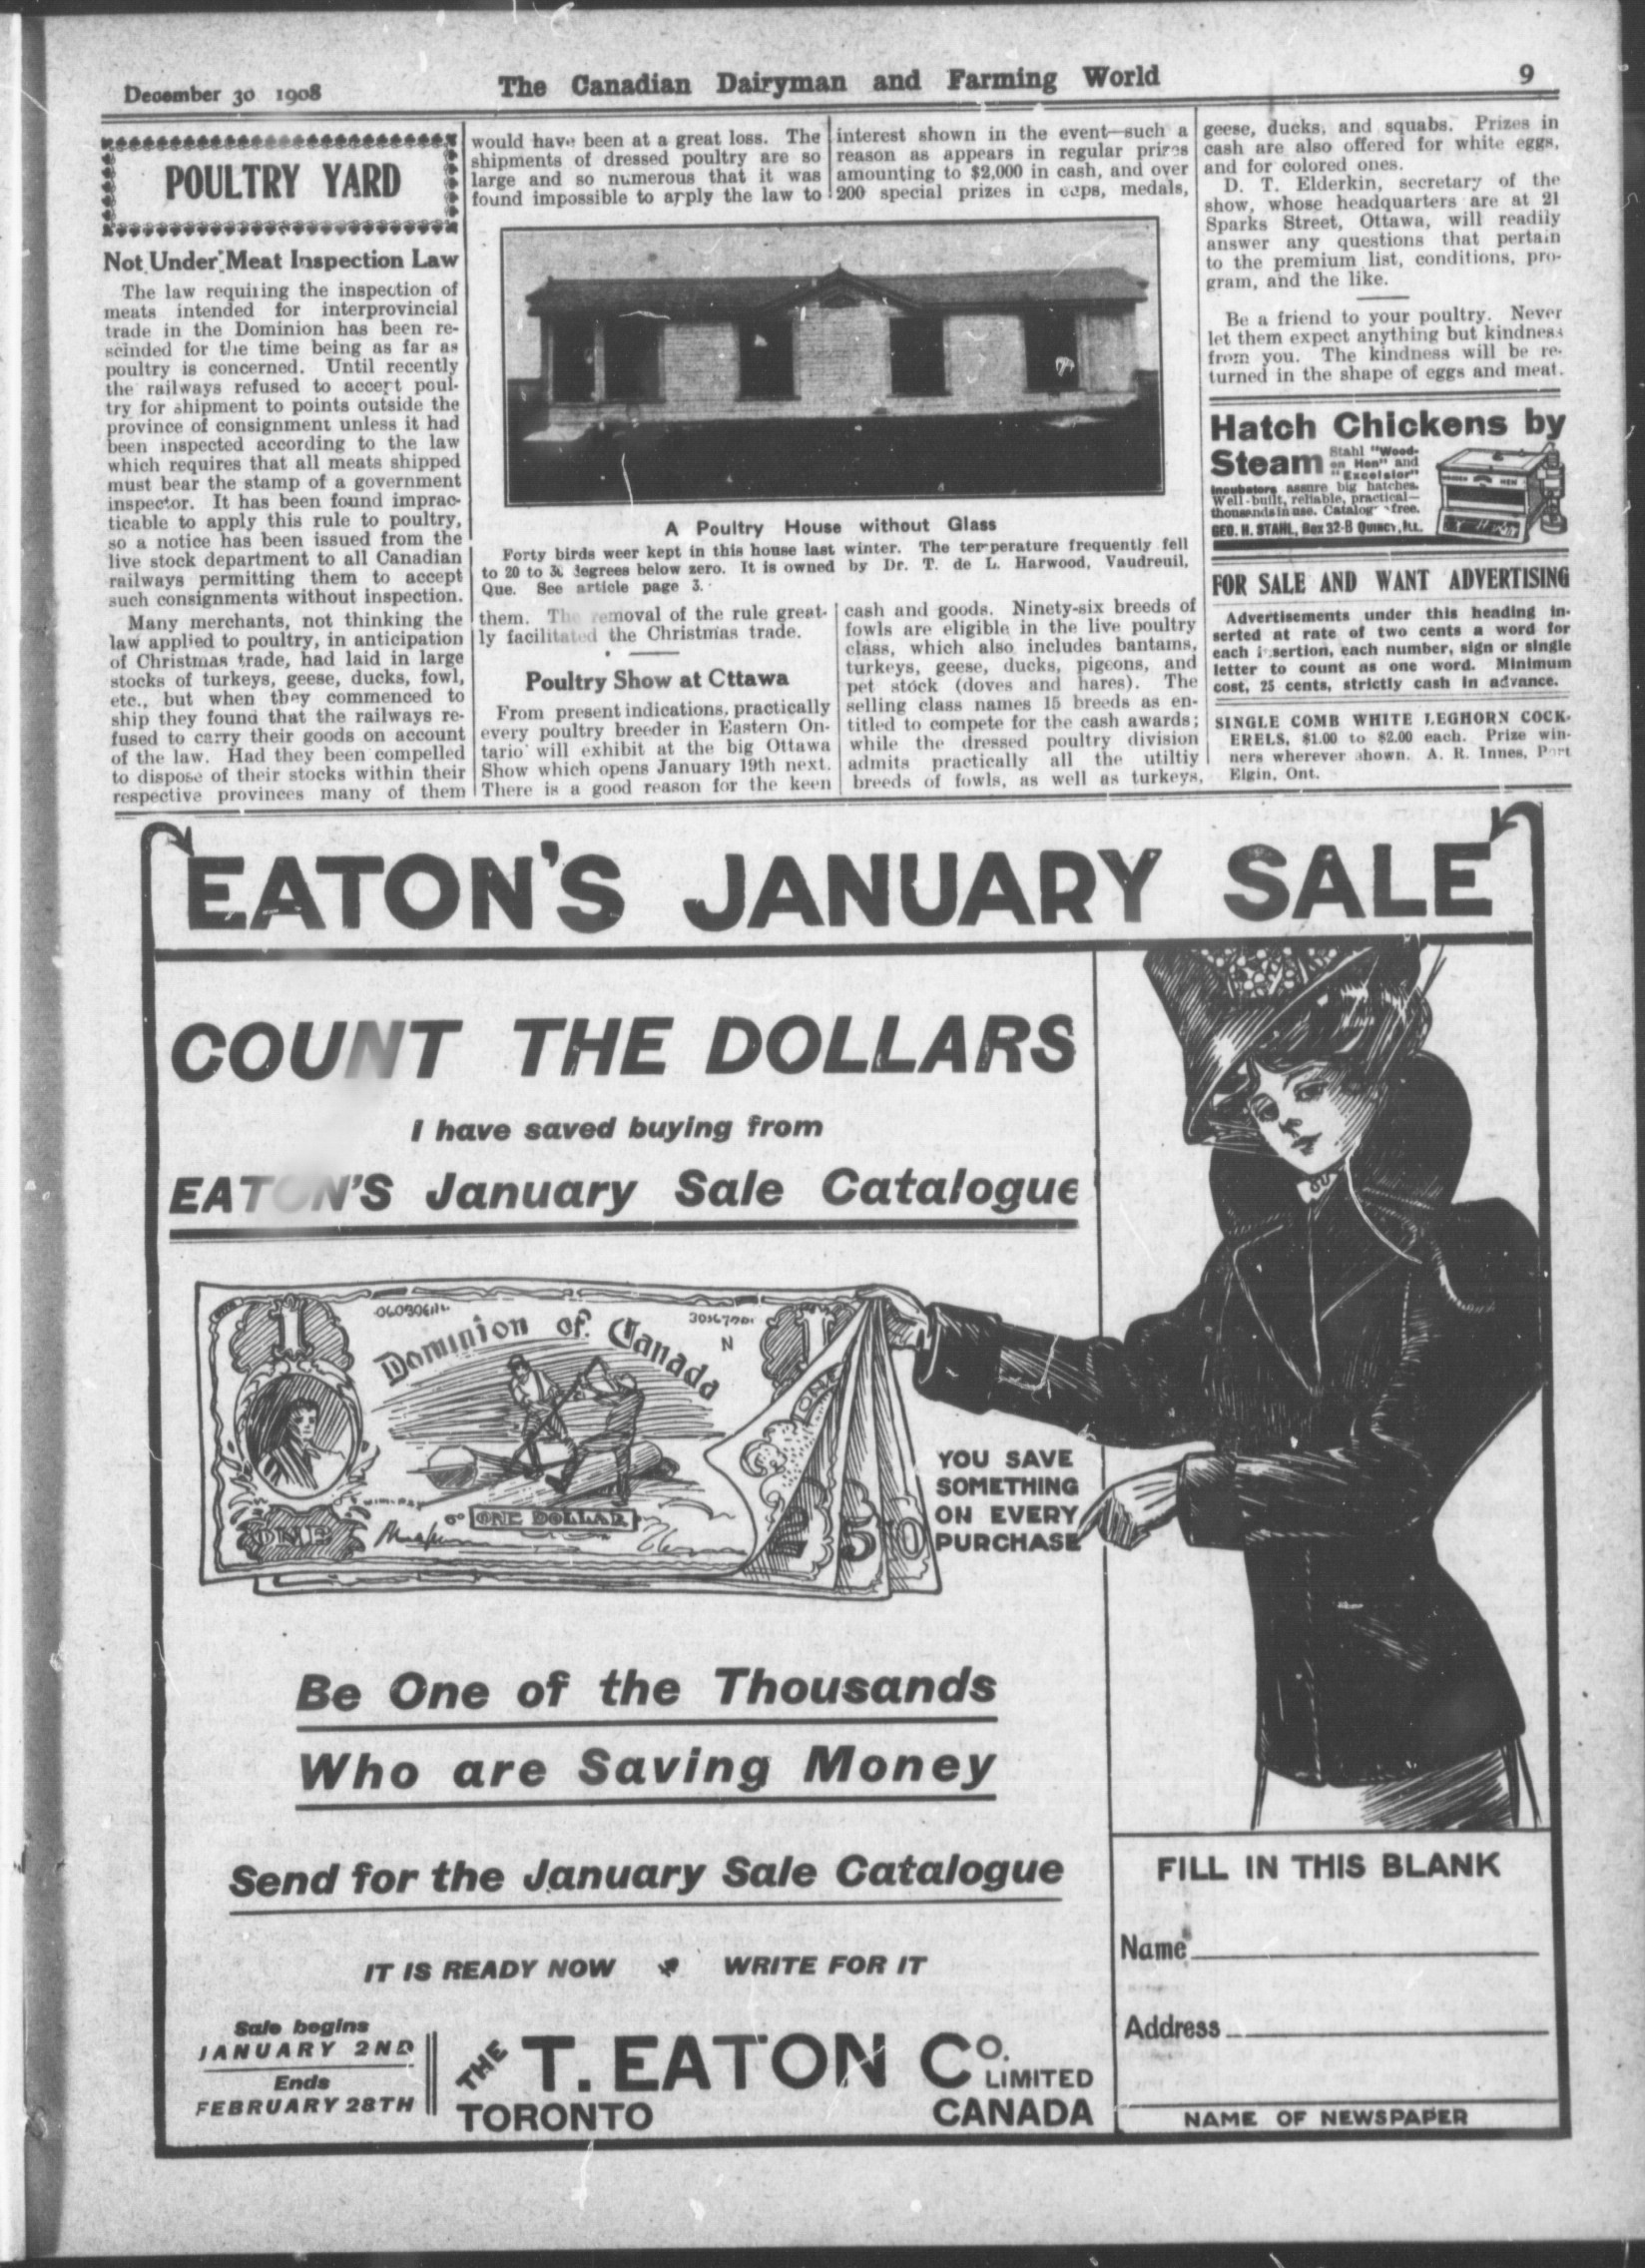 December 30 1908
The Canadian Dairyman and Farming World
9
POULTRY YARD
Not Under Meat Inspection Law
The law requiring the inspection of
meats intended for interprovincial
trade in the Dominion has been re-
scinded for the time being as far as
poultry is concerned. Until recently
the railways refused to accept poul-
try for shipment to points outside the
province of consignment unless it had
been inspected according to the law
which requires that all meats shipped
must bear the stamp of a government
inspector. It has been found imprac-
ticable to apply this rule to poultry,
so a notice has been issued from the
live stock department to all Canadian
railways permitting them to accept
such consignments without inspection.
Many merchants, not thinking the
law applied to poultry, in anticipation
of Christmas trade, had laid in large
stocks of turkeys, geese, ducks, fowl,
etc., but when they commenced to
ship they found that the railways re-
fused to carry their goods on account
of the law. Had they been compelled
to dispose of their stocks within their
respective provinces many of them
would have been at a great loss. The
shipments of dressed poultry are so
large and so numerous that it was
found impossible to apply the law to
them. The removal of the rule great-
ly facilitated the Christmas trade.
Poultry Show at Cttawa
From present indications, practically
every poultry breeder in Eastern On-
tario will exhibit at the big Ottawa
Show which opens January 19th next.
There is a good reason for the keen
interest shown in the event—such a
reason as appears in regular prizes
amounting to $2,000 in cash, and over
200 special prizes in cups, medals,
A Poultry House without Glass
Forty birds weer kept in this house last winter. The temperature frequently fell
to 20 to degrees below zero. It is owned by Dr. T. de L. Harwood, Vaudreuil,
Que. See article page 3.
cash and goods. Ninety-six breeds of
fowls are eligible in the live poultry
class, which also includes bantams,
turkeys, geese, ducks, pigeons, and
pet stock (doves and hares). The
selling class names 15 breeds as en-
titled to compete for the cash awards;
while the dressed poultry division
admits practically all the utiltiy
breeds of fowls, as well as turkeys,
geese, ducks, and squabs. Prizes in
cash are also offered for white eggs,
and for colored ones.
D. T. Elderkin, secretary of the
show, whose headquarters are at 21
Sparks Street, Ottawa, will readily
answer any questions that pertain
to the premium list, conditions, pro-
gram, and the like.
Be a friend to your poultry. Never
let them expect anything but kindness
from you. The kindness will be re-
turned in the shape of eggs and meat.
Hatch Chickens by
Steam Stahl "Wood-
en Hen" and
"Excelsior"
Incubators assure big hatches.
Well-built, reliable, practical—
thousands in use. Catalog free.
GEO. H. STAHL, Box 32-B QUINCY, ILL.
WOODEN HEN
FOR SALE AND WANT ADVERTISING
Advertisements under this heading in-
serted at rate of two cents a word for
each insertion, each number, sign or single
letter to count as one word. Minimum
cost, 25 cents, strictly cash in advance.
SINGLE COMB WHITE LEGHORN COCK-
ERELS, $1.00 to $2.00 each. Prize win-
ners wherever shown. A. R. Innes, Port
Elgin, Ont.
EATON'S JANUARY SALE
COUNT THE DOLLARS
I have saved buying from
EATON'S January Sale Catalogue
1
Dominion of Canada
N
1
ONE
ONE
ONE DOLLAR
2 5 0
YOU SAVE
SOMETHING
ON EVERY
PURCHASE
Be One of the Thousands
Who are Saving Money
Send for the January Sale Catalogue
IT IS READY NOW WRITE FOR IT
Sale begins
JANUARY 2ND
Ends
FEBRUARY 28TH
THE T. EATON CO. LIMITED
TORONTO CANADA
FILL IN THIS BLANK
Name
Address
NAME OF NEWSPAPER